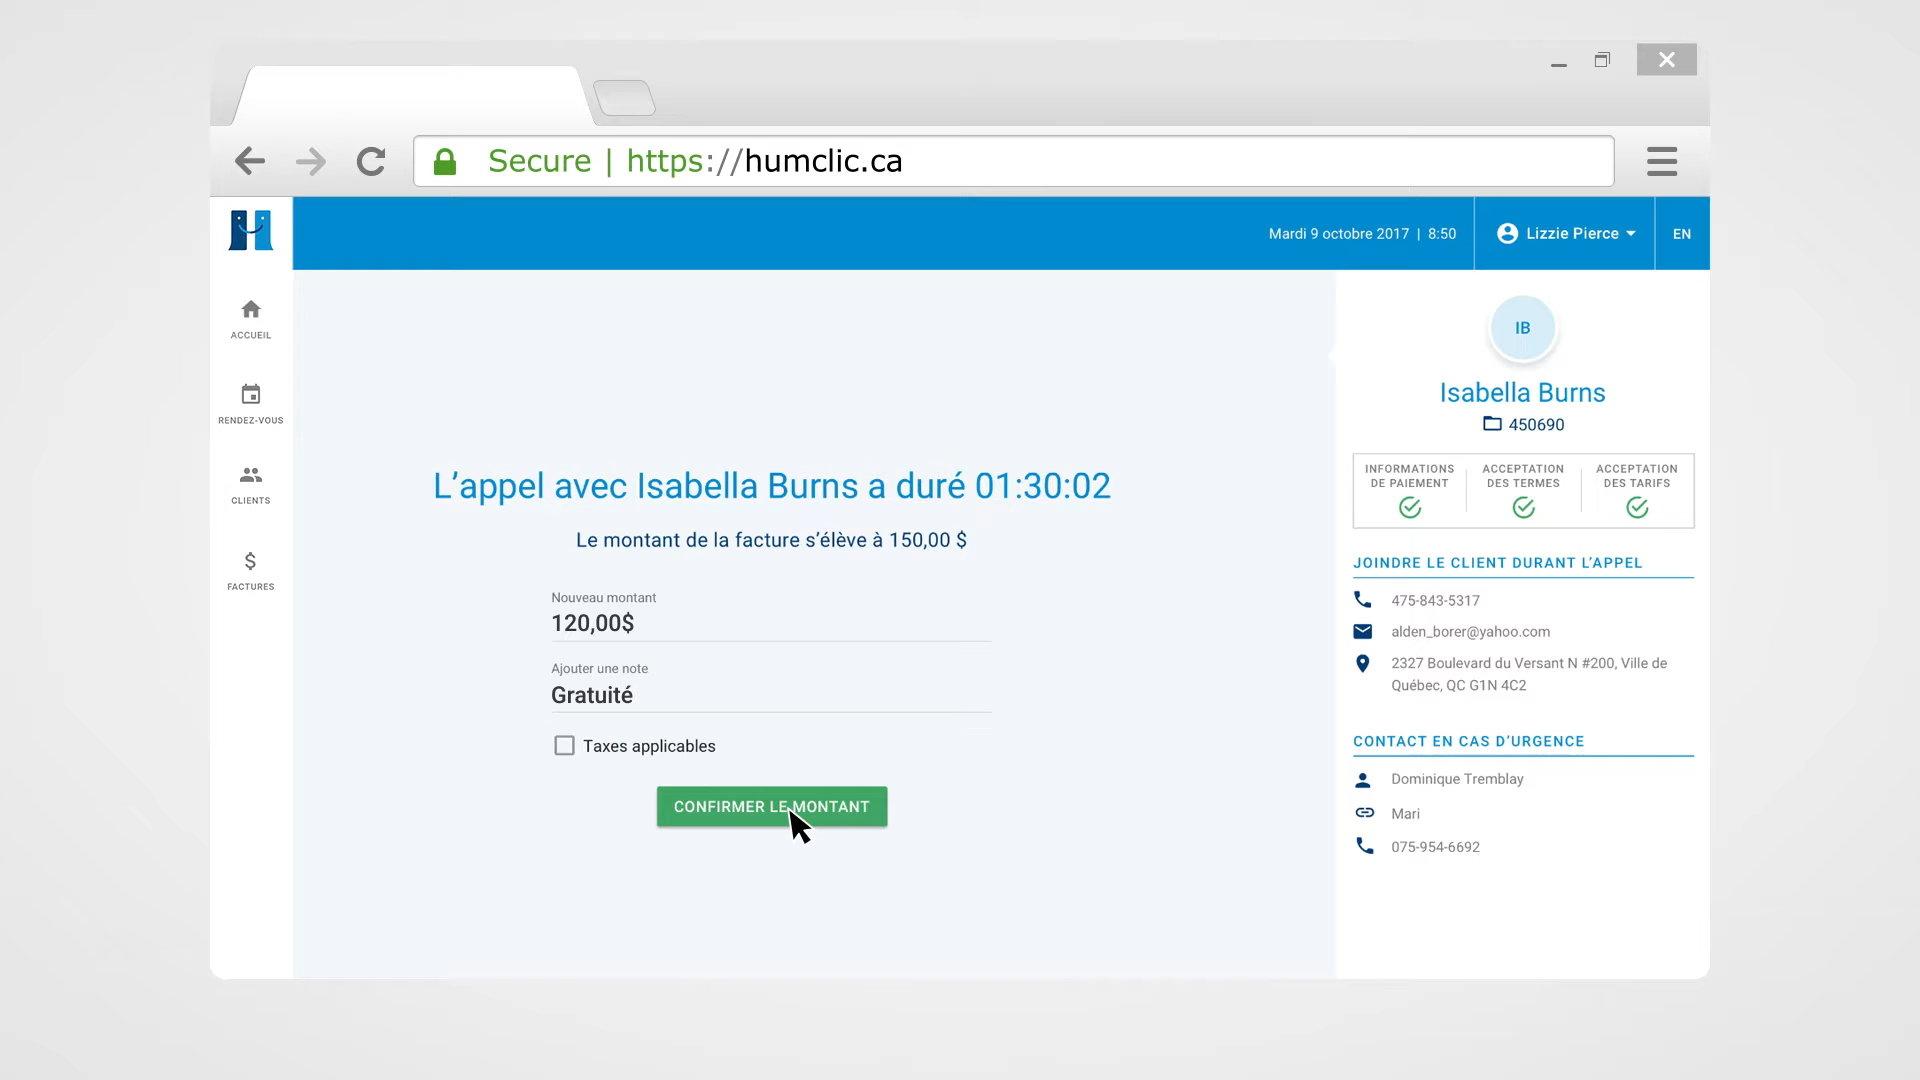 Secure | https://humclic.ca
Mardi 9 octobre 2017 | 8:50
Lizzie Pierce
EN
ACCUEIL
RENDEZ-VOUS
CLIENTS
FACTURES
L’appel avec Isabella Burns a duré 01:30:02
Le montant de la facture s’élève à 150,00 $
Nouveau montant
120,00$
Ajouter une note
Gratuité
Taxes applicables
CONFIRMER LE MONTANT
IB
Isabella Burns
450690
INFORMATIONS
DE PAIEMENT
ACCEPTATION
DES TERMES
ACCEPTATION
DES TARIFS
JOINDRE LE CLIENT DURANT L’APPEL
475-843-5317
alden_borer@yahoo.com
2327 Boulevard du Versant N #200, Ville de
Québec, QC G1N 4C2
CONTACT EN CAS D’URGENCE
Dominique Tremblay
Mari
075-954-6692